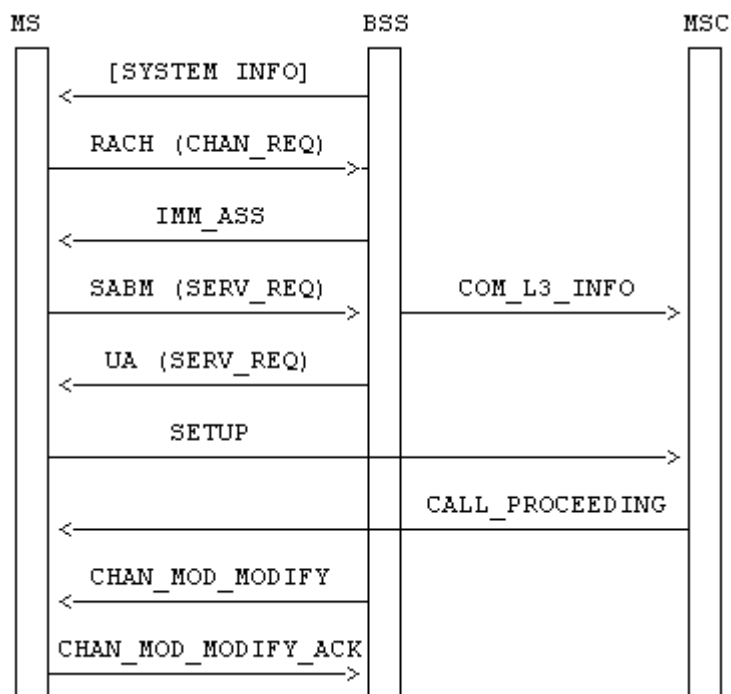 MS BSS MSC
[SYSTEM INFO]
RACH (CHAN_REQ)
IMM_ASS
SABM (SERV_REQ) COM_L3_INFO
UA (SERV_REQ)
SETUP
CALL_PROCEEDING
CHAN_MOD_MODIFY
CHAN_MOD_MODIFY_ACK